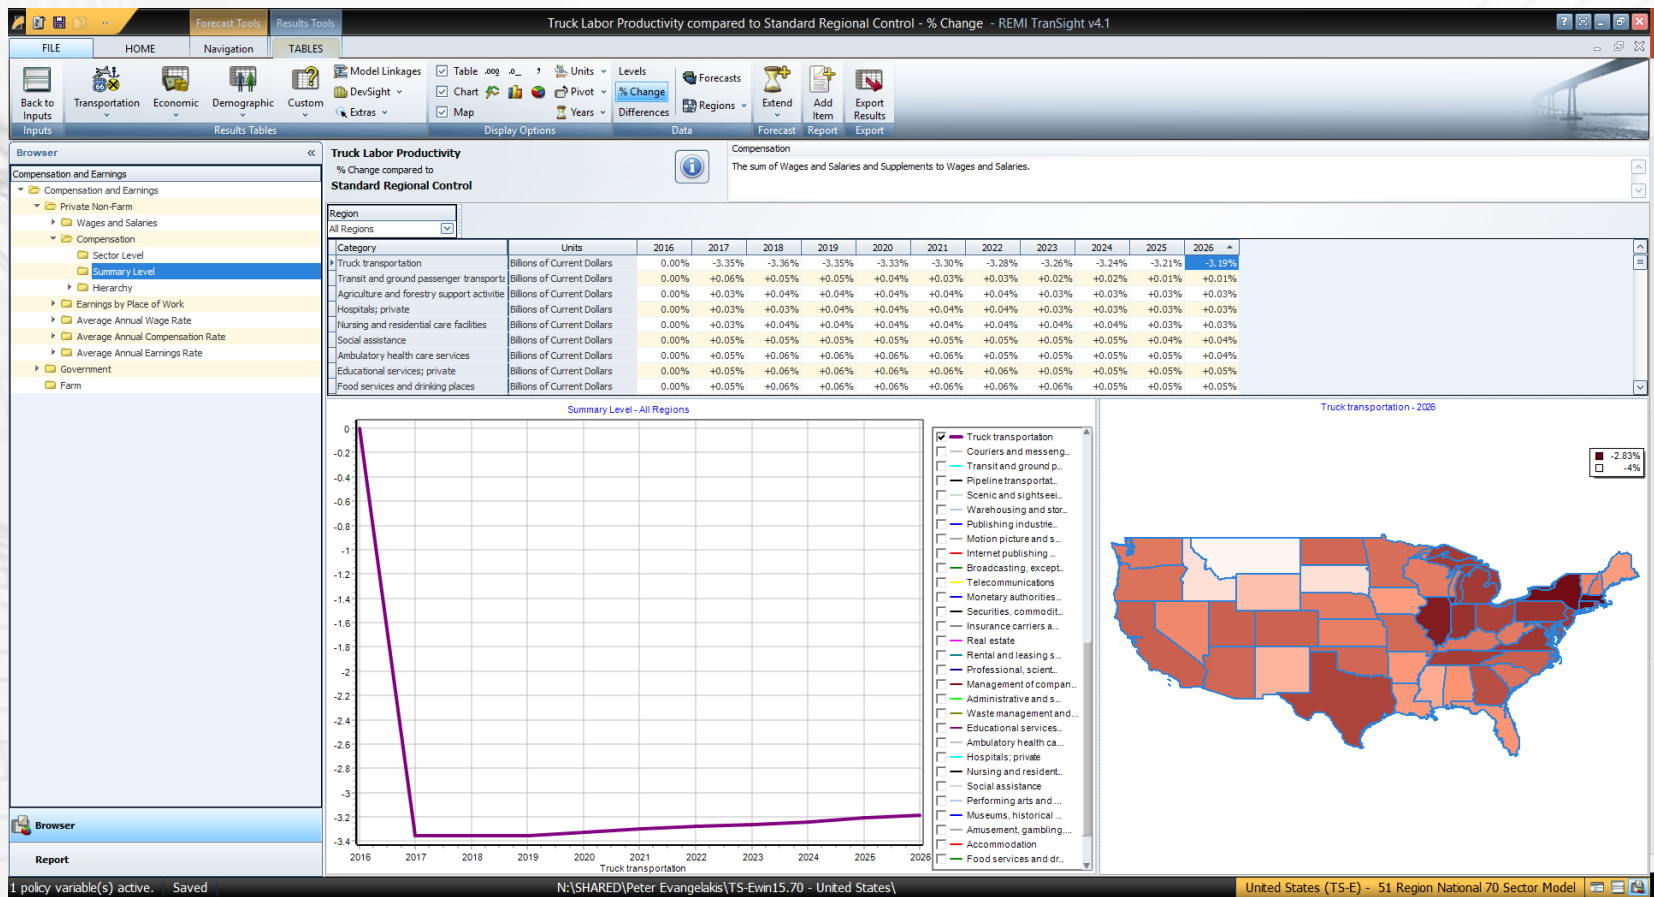 Forecast Tools
Results Tools
Truck Labor Productivity compared to Standard Regional Control - % Change - REMI TranSight v4.1
FILE
HOME
Navigation
TABLES
Back to Inputs
Transportation
Economic
Demographic
Custom
Model Linkages
DevSight
Extras
Table
.000
.0_
,
Chart
Map
Units
Pivot
Years
Levels
% Change
Differences
Forecasts
Regions
Extend
Add Item
Export Results
Inputs
Results Tables
Display Options
Data
Forecast
Report
Export
Browser
«
Compensation and Earnings
Compensation and Earnings
Private Non-Farm
Wages and Salaries
Compensation
Sector Level
Summary Level
Hierarchy
Earnings by Place of Work
Average Annual Wage Rate
Average Annual Compensation Rate
Average Annual Earnings Rate
Government
Farm
Browser
Report
Truck Labor Productivity
% Change compared to
Standard Regional Control
Compensation
The sum of Wages and Salaries and Supplements to Wages and Salaries.
Region
All Regions
Category Units 2016 2017 2018 2019 2020 2021 2022 2023 2024 2025 2026
Truck transportation Billions of Current Dollars 0.00% -3.35% -3.36% -3.35% -3.33% -3.30% -3.28% -3.26% -3.24% -3.21% -3.19%
Transit and ground passenger transporta Billions of Current Dollars 0.00% +0.06% +0.05% +0.05% +0.04% +0.03% +0.03% +0.02% +0.02% +0.01% +0.01%
Agriculture and forestry support activitie Billions of Current Dollars 0.00% +0.03% +0.04% +0.04% +0.04% +0.04% +0.04% +0.03% +0.03% +0.03% +0.03%
Hospitals; private Billions of Current Dollars 0.00% +0.03% +0.03% +0.04% +0.04% +0.04% +0.04% +0.03% +0.03% +0.03% +0.03%
Nursing and residential care facilities Billions of Current Dollars 0.00% +0.03% +0.04% +0.04% +0.04% +0.04% +0.04% +0.04% +0.04% +0.03% +0.03%
Social assistance Billions of Current Dollars 0.00% +0.05% +0.05% +0.05% +0.05% +0.05% +0.05% +0.05% +0.05% +0.04% +0.04%
Ambulatory health care services Billions of Current Dollars 0.00% +0.05% +0.06% +0.06% +0.06% +0.06% +0.05% +0.05% +0.05% +0.05% +0.04%
Educational services; private Billions of Current Dollars 0.00% +0.05% +0.06% +0.06% +0.06% +0.06% +0.06% +0.05% +0.05% +0.05% +0.05%
Food services and drinking places Billions of Current Dollars 0.00% +0.05% +0.06% +0.06% +0.06% +0.06% +0.06% +0.06% +0.05% +0.05% +0.05%
Summary Level - All Regions
0
-0.2
-0.4
-0.6
-0.8
-1
-1.2
-1.4
-1.6
-1.8
-2
-2.2
-2.4
-2.6
-2.8
-3
-3.2
-3.4
2016 2017 2018 2019 2020 2021 2022 2023 2024 2025 2026
Truck transportation
Truck transportation
Couriers and messeng..
Transit and ground p..
Pipeline transportat..
Scenic and sightseei..
Warehousing and stor..
Publishing industrie..
Motion picture and s..
Internet publishing ..
Broadcasting, except..
Telecommunications
Monetary authorities..
Securities, commodit..
Insurance carriers a..
Real estate
Rental and leasing s..
Professional, scient..
Management of compan..
Administrative and s..
Waste management and...
Educational services..
Ambulatory health ca...
Hospitals; private
Nursing and resident..
Social assistance
Performing arts and ...
Museums, historical ..
Amusement, gambling,...
Accommodation
Food services and dr..
Truck transportation - 2026
-2.83%
-4%
1 policy variable(s) active. Saved
N:\SHARED\Peter Evangelakis\TS-Ewin15.70 - United States\
United States (TS-E) - 51 Region National 70 Sector Model